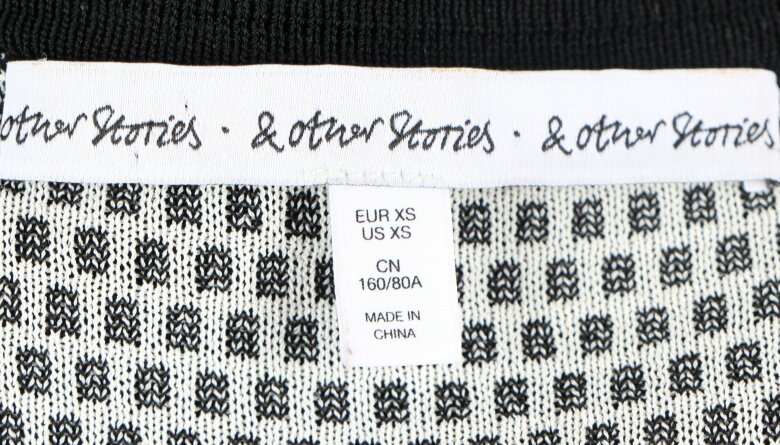 other Stories · & other Stories · & other Stories
EUR XS
US XS
CN
160/80A
MADE IN
CHINA